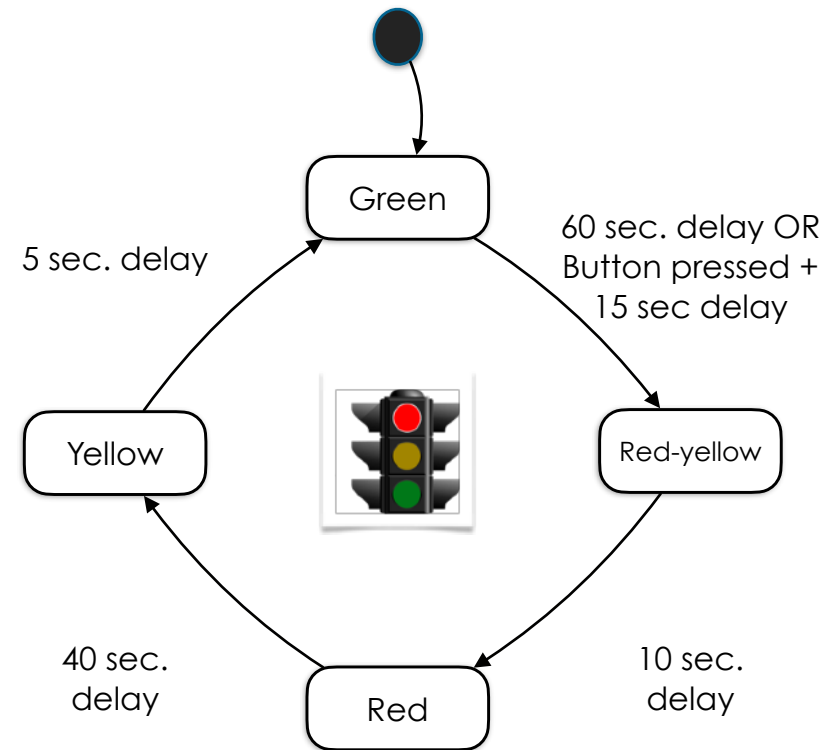 Green
60 sec. delay OR
Button pressed +
15 sec delay
5 sec. delay
Yellow
Red-yellow
40 sec.
delay
10 sec.
delay
Red